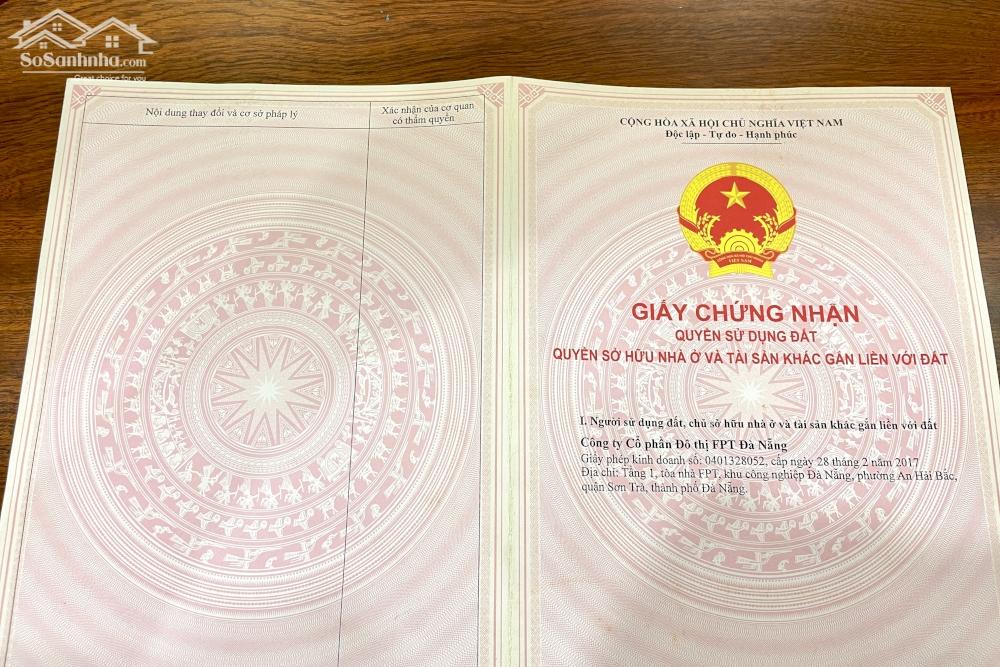 SoSanhnha.com
Great choice for you
Nội dung thay đổi và cơ sở pháp lý
Xác nhận của cơ quan
có thẩm quyền
CỘNG HÒA XÃ HỘI CHỦ NGHĨA VIỆT NAM
Độc lập - Tự do - Hạnh phúc
VIỆT NAM
GIẤY CHỨNG NHẬN
QUYỀN SỬ DỤNG ĐẤT
QUYỀN SỞ HỮU NHÀ Ở VÀ TÀI SẢN KHÁC GẮN LIỀN VỚI ĐẤT
I. Người sử dụng đất, chủ sở hữu nhà ở và tài sản khác gắn liền với đất
Công ty Cổ phần Đô thị FPT Đà Nẵng
Giấy phép kinh doanh số: 0401328052, cấp ngày 28 tháng 2 năm 2017
Địa chỉ: Tầng 1, tòa nhà FPT, khu công nghiệp Đà Nẵng, phường An Hải Bắc,
quận Sơn Trà, thành phố Đà Nẵng.